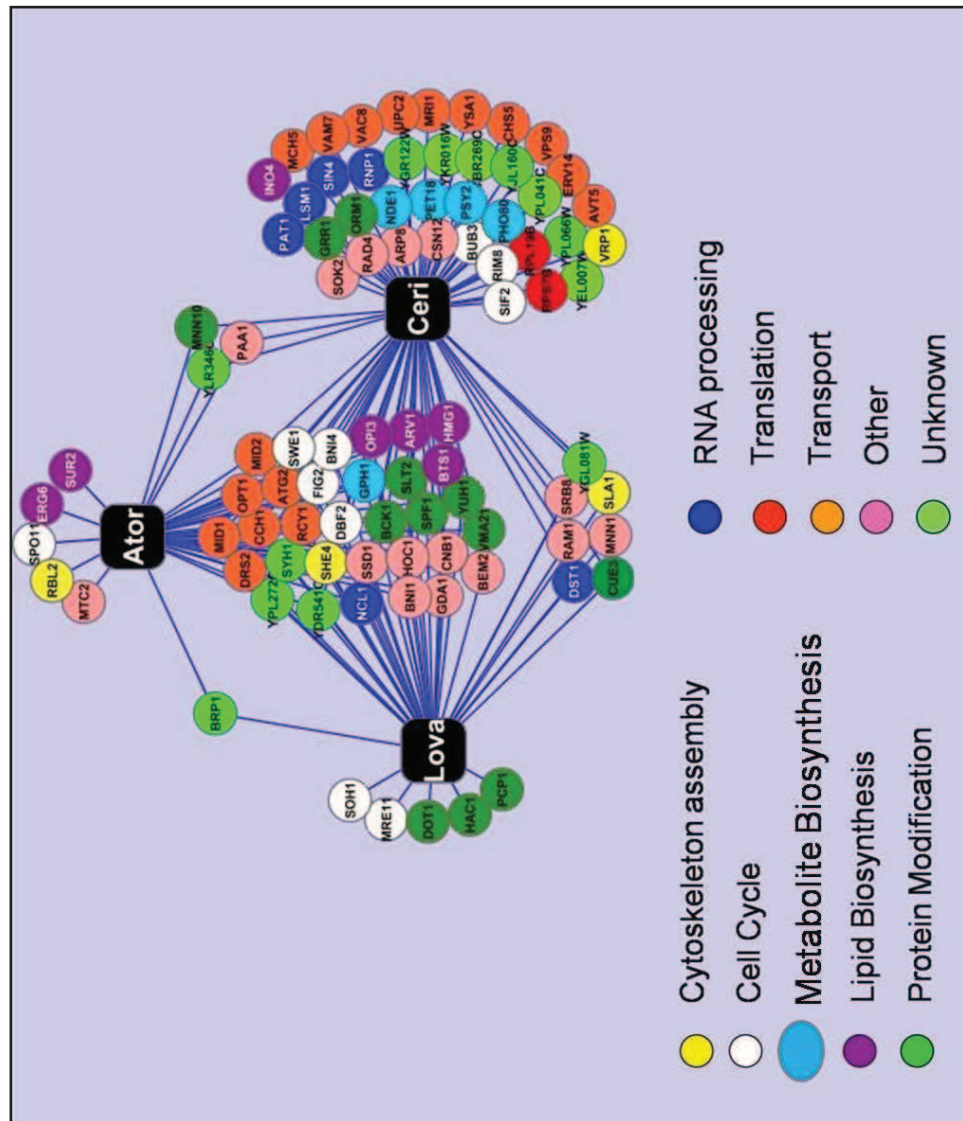 Ator
MTC2
RBL2
SPO11
ERG6
SUR2
BRP1
MNN10
PAA1
Lova
SOH1
MRE11
DOT1
HAC1
PCP1
Ceri
MID1
OPT1
MID2
DRS2
CCH1
ATG2
SWE1
SYH1
RCY1
FIG2
BNI4
SHE4
DBF2
GPH1
OPI3
NCL1
SSD1
BCK1
SLT2
ARV1
BNI1
HOC1
SPF1
BTS1
HMG1
GDA1
CNB1
YUH1
BEM2
VMA21
DST1
RAM1
SRB8
YGL081W
CUE3
MNN1
SLA1
PAT1
LSM1
INO4
SIN4
MCH5
RNP1
VAM7
VAC8
UPC2
MRI1
YSA1
CHS5
VPS9
ERV14
AVT5
GRR1
ORM1
YGR122W
YKR016W
YBR269C
YJL160C
YPL041C
YPL066W
VRP1
NDE1
PET18
PSY2
PHO80
SOK2
RAD4
ARP8
CSN12
BUB3
RIM8
SIF2
RPL19B
YEL007W
Cytoskeleton assembly
Cell Cycle
Metabolite Biosynthesis
Lipid Biosynthesis
Protein Modification
RNA processing
Translation
Transport
Other
Unknown